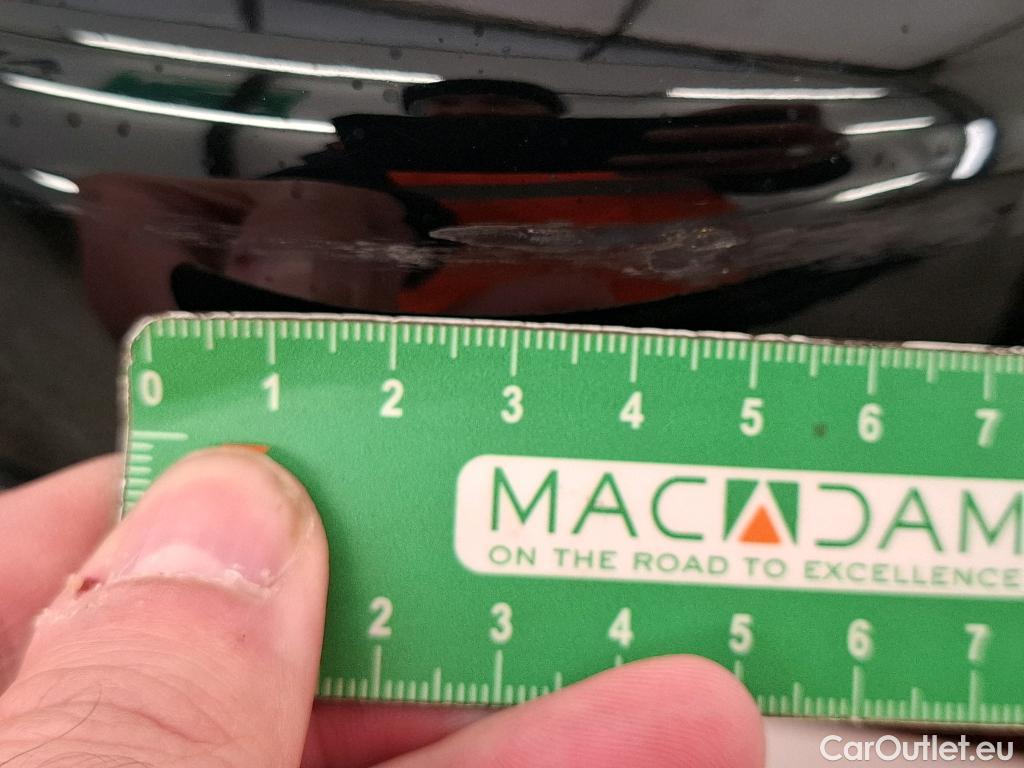 0 1 2 3 4 5 6 7
MACADAM
ON THE ROAD TO EXCELLENCE
2 3 4 5 6 7
CarOutlet.eu